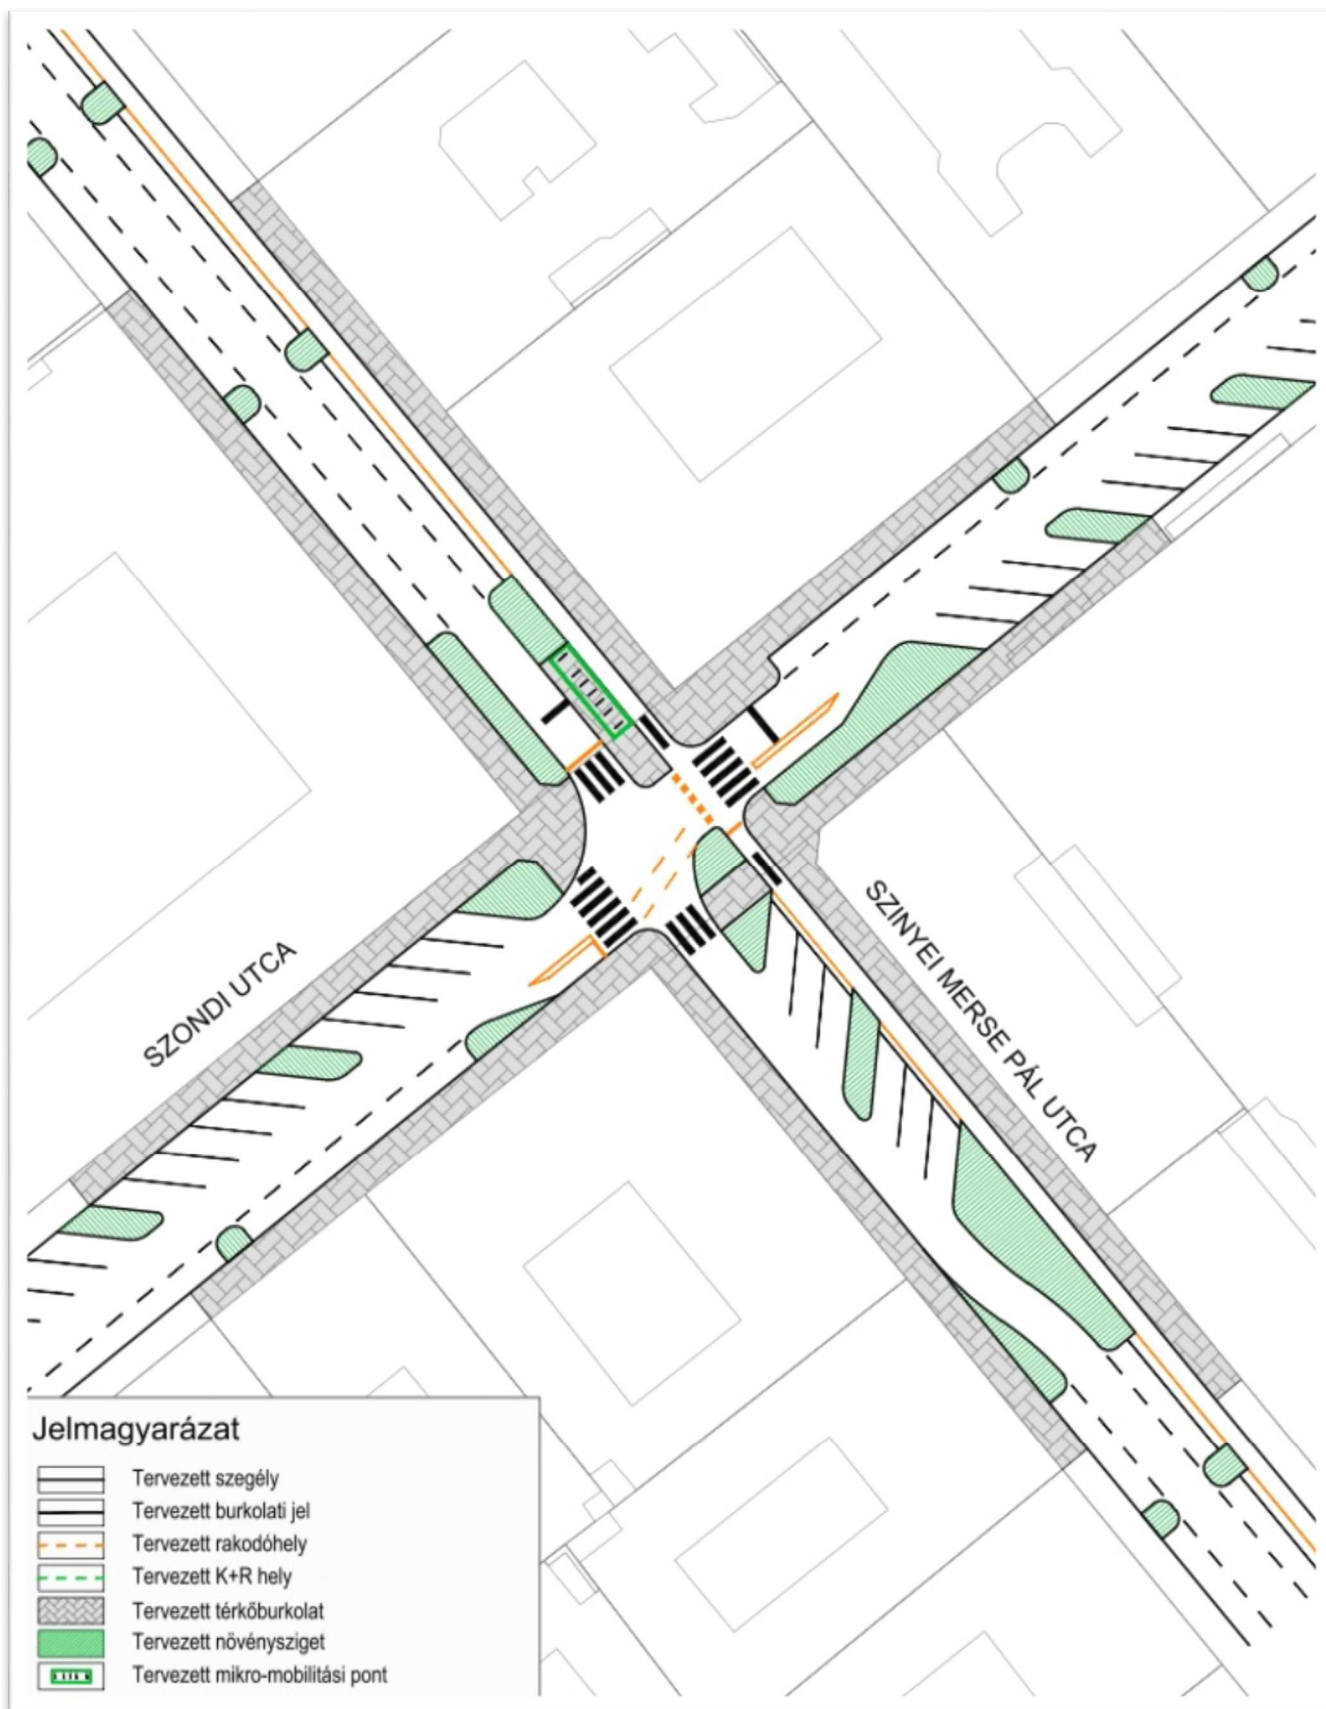 SZONDI UTCA
SZINYEI MERSE PÁL UTCA
Jelmagyarázat
Tervezett szegély
Tervezett burkolati jel
Tervezett rakodóhely
Tervezett K+R hely
Tervezett térkőburkolat
Tervezett növénysziget
Tervezett mikro-mobilitási pont